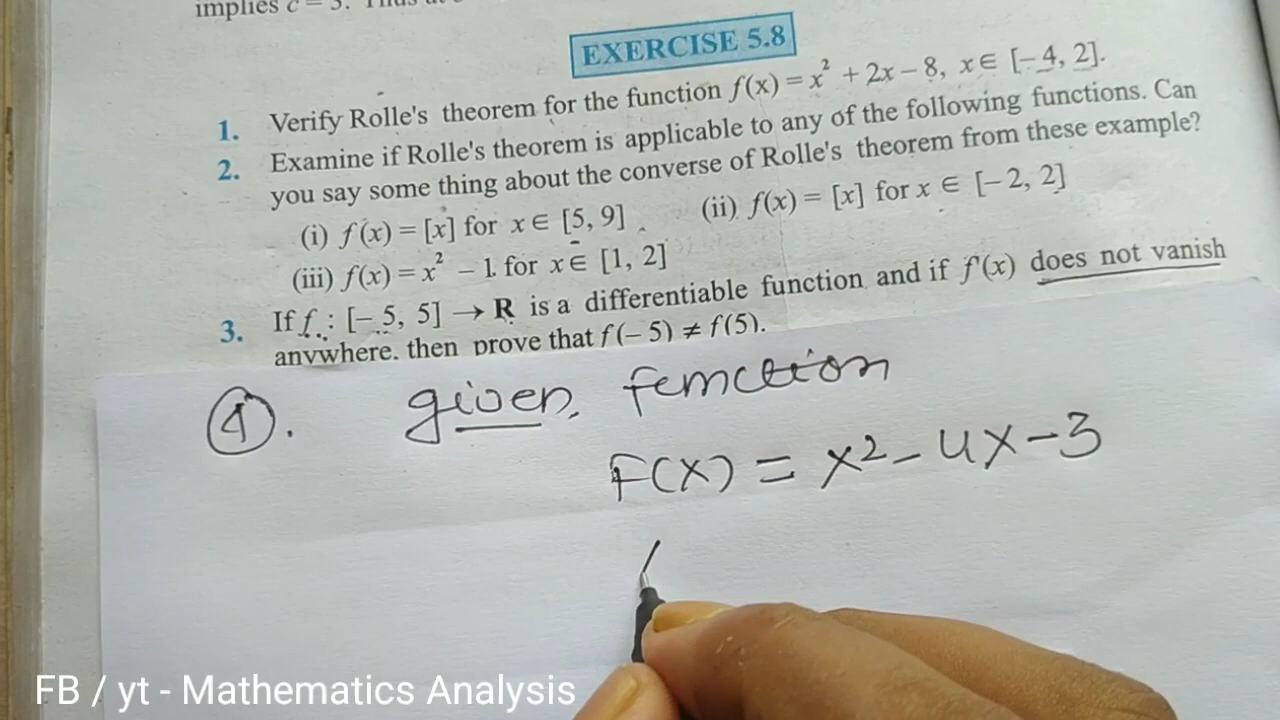 implies c = 3. Thus at
EXERCISE 5.8
1. Verify Rolle's theorem for the function f(x) = x² + 2x – 8, x ∈ [– 4, 2].
2. Examine if Rolle's theorem is applicable to any of the following functions. Can
you say some thing about the converse of Rolle's theorem from these example?
(i) f(x) = [x] for x ∈ [5, 9] (ii) f(x) = [x] for x ∈ [– 2, 2]
(iii) f(x) = x² – 1 for x ∈ [1, 2]
3. If f : [– 5, 5] → R is a differentiable function and if f'(x) does not vanish
anywhere, then prove that f(– 5) ≠ f(5).
4. given, function
F(x) = x² - 4x - 3
FB / yt - Mathematics Analysis